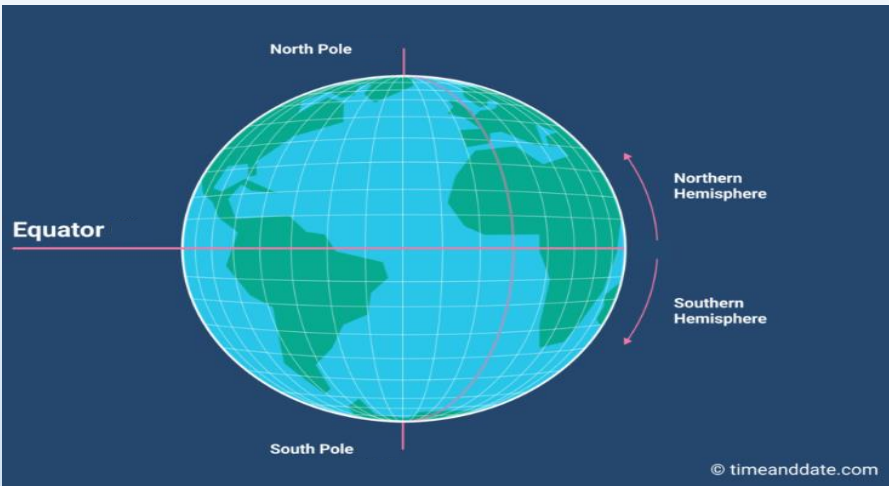 North Pole
Northern
Hemisphere
Equator
Southern
Hemisphere
South Pole
© timeanddate.com